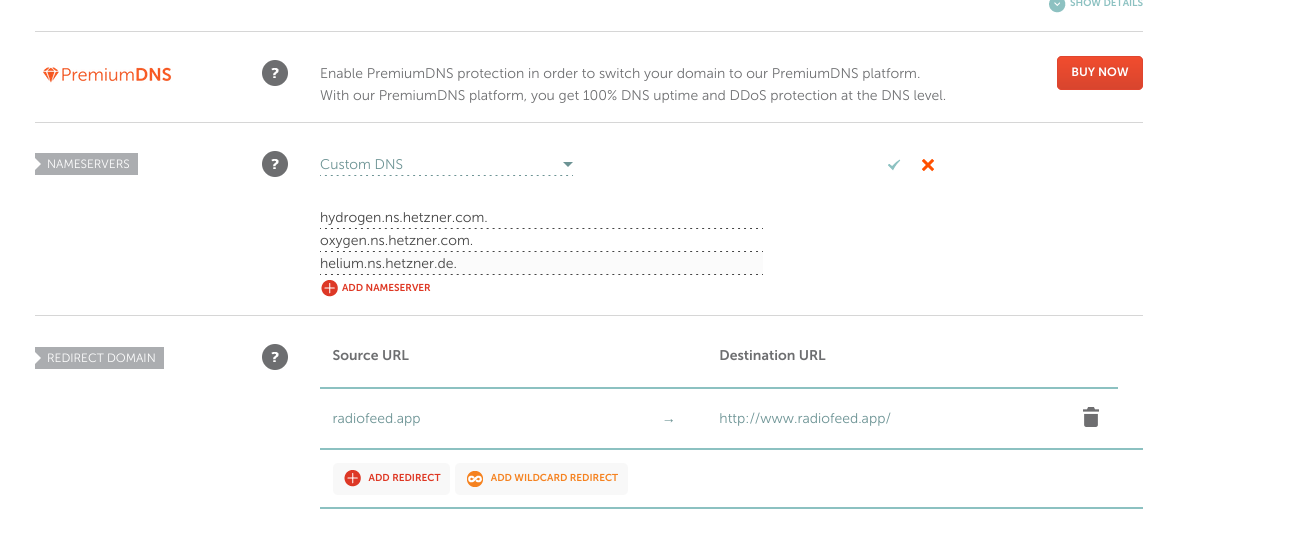 SHOW DETAILS
PremiumDNS
?
Enable PremiumDNS protection in order to switch your domain to our PremiumDNS platform.
With our PremiumDNS platform, you get 100% DNS uptime and DDoS protection at the DNS level.
BUY NOW
NAMESERVERS
?
Custom DNS
hydrogen.ns.hetzner.com.
oxygen.ns.hetzner.com.
helium.ns.hetzner.de.
ADD NAMESERVER
REDIRECT DOMAIN
?
Source URL
Destination URL
radiofeed.app → http://www.radiofeed.app/
ADD REDIRECT
ADD WILDCARD REDIRECT